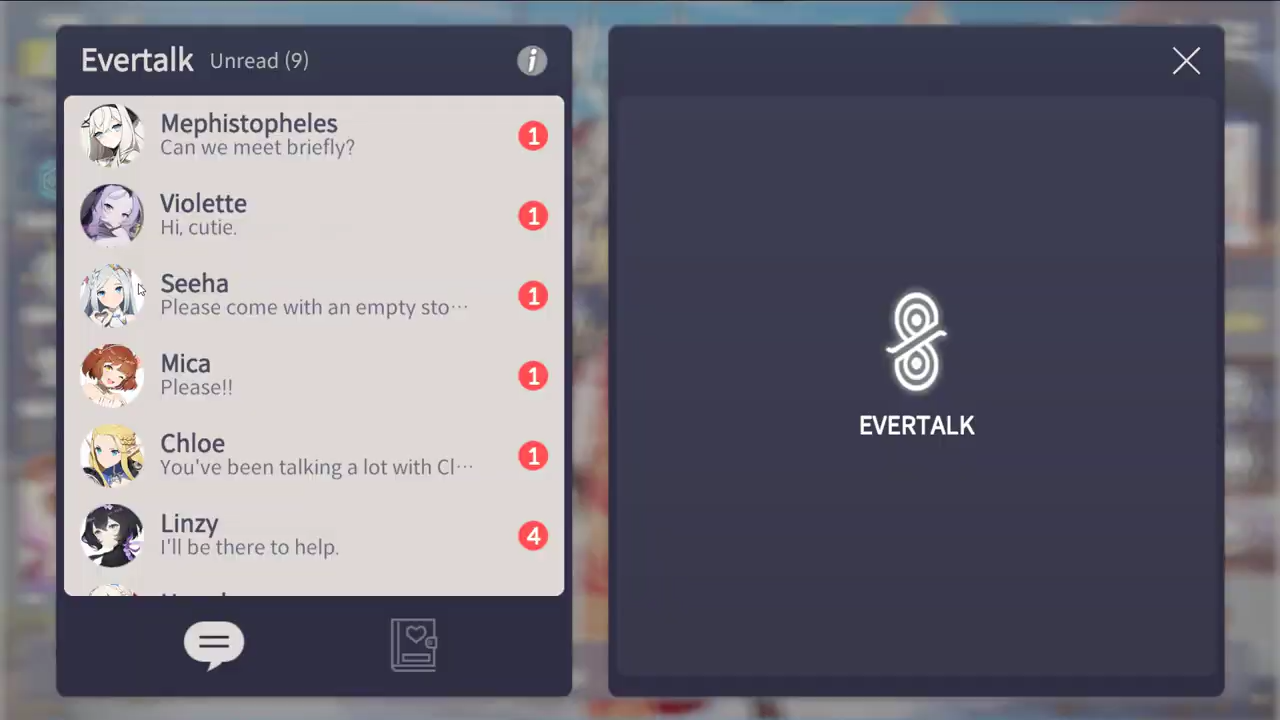 Evertalk Unread (9)
i
Mephistopheles
Can we meet briefly?
1
Violette
Hi, cutie.
1
Seeha
Please come with an empty sto···
1
Mica
Please!!
1
Chloe
You've been talking a lot with Cl···
1
Linzy
I'll be there to help.
4
EVERTALK